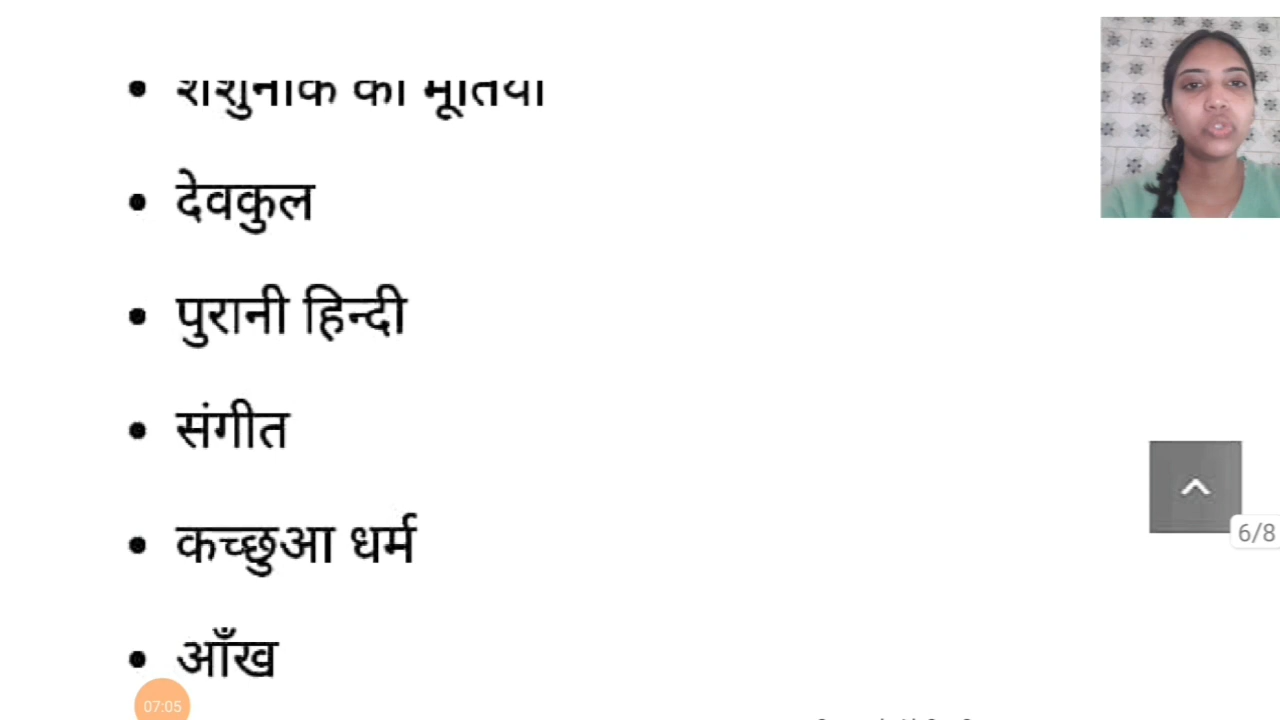 देवकुल
पुरानी हिन्दी
संगीत
कच्छुआ धर्म
आँख
6/8
07:05